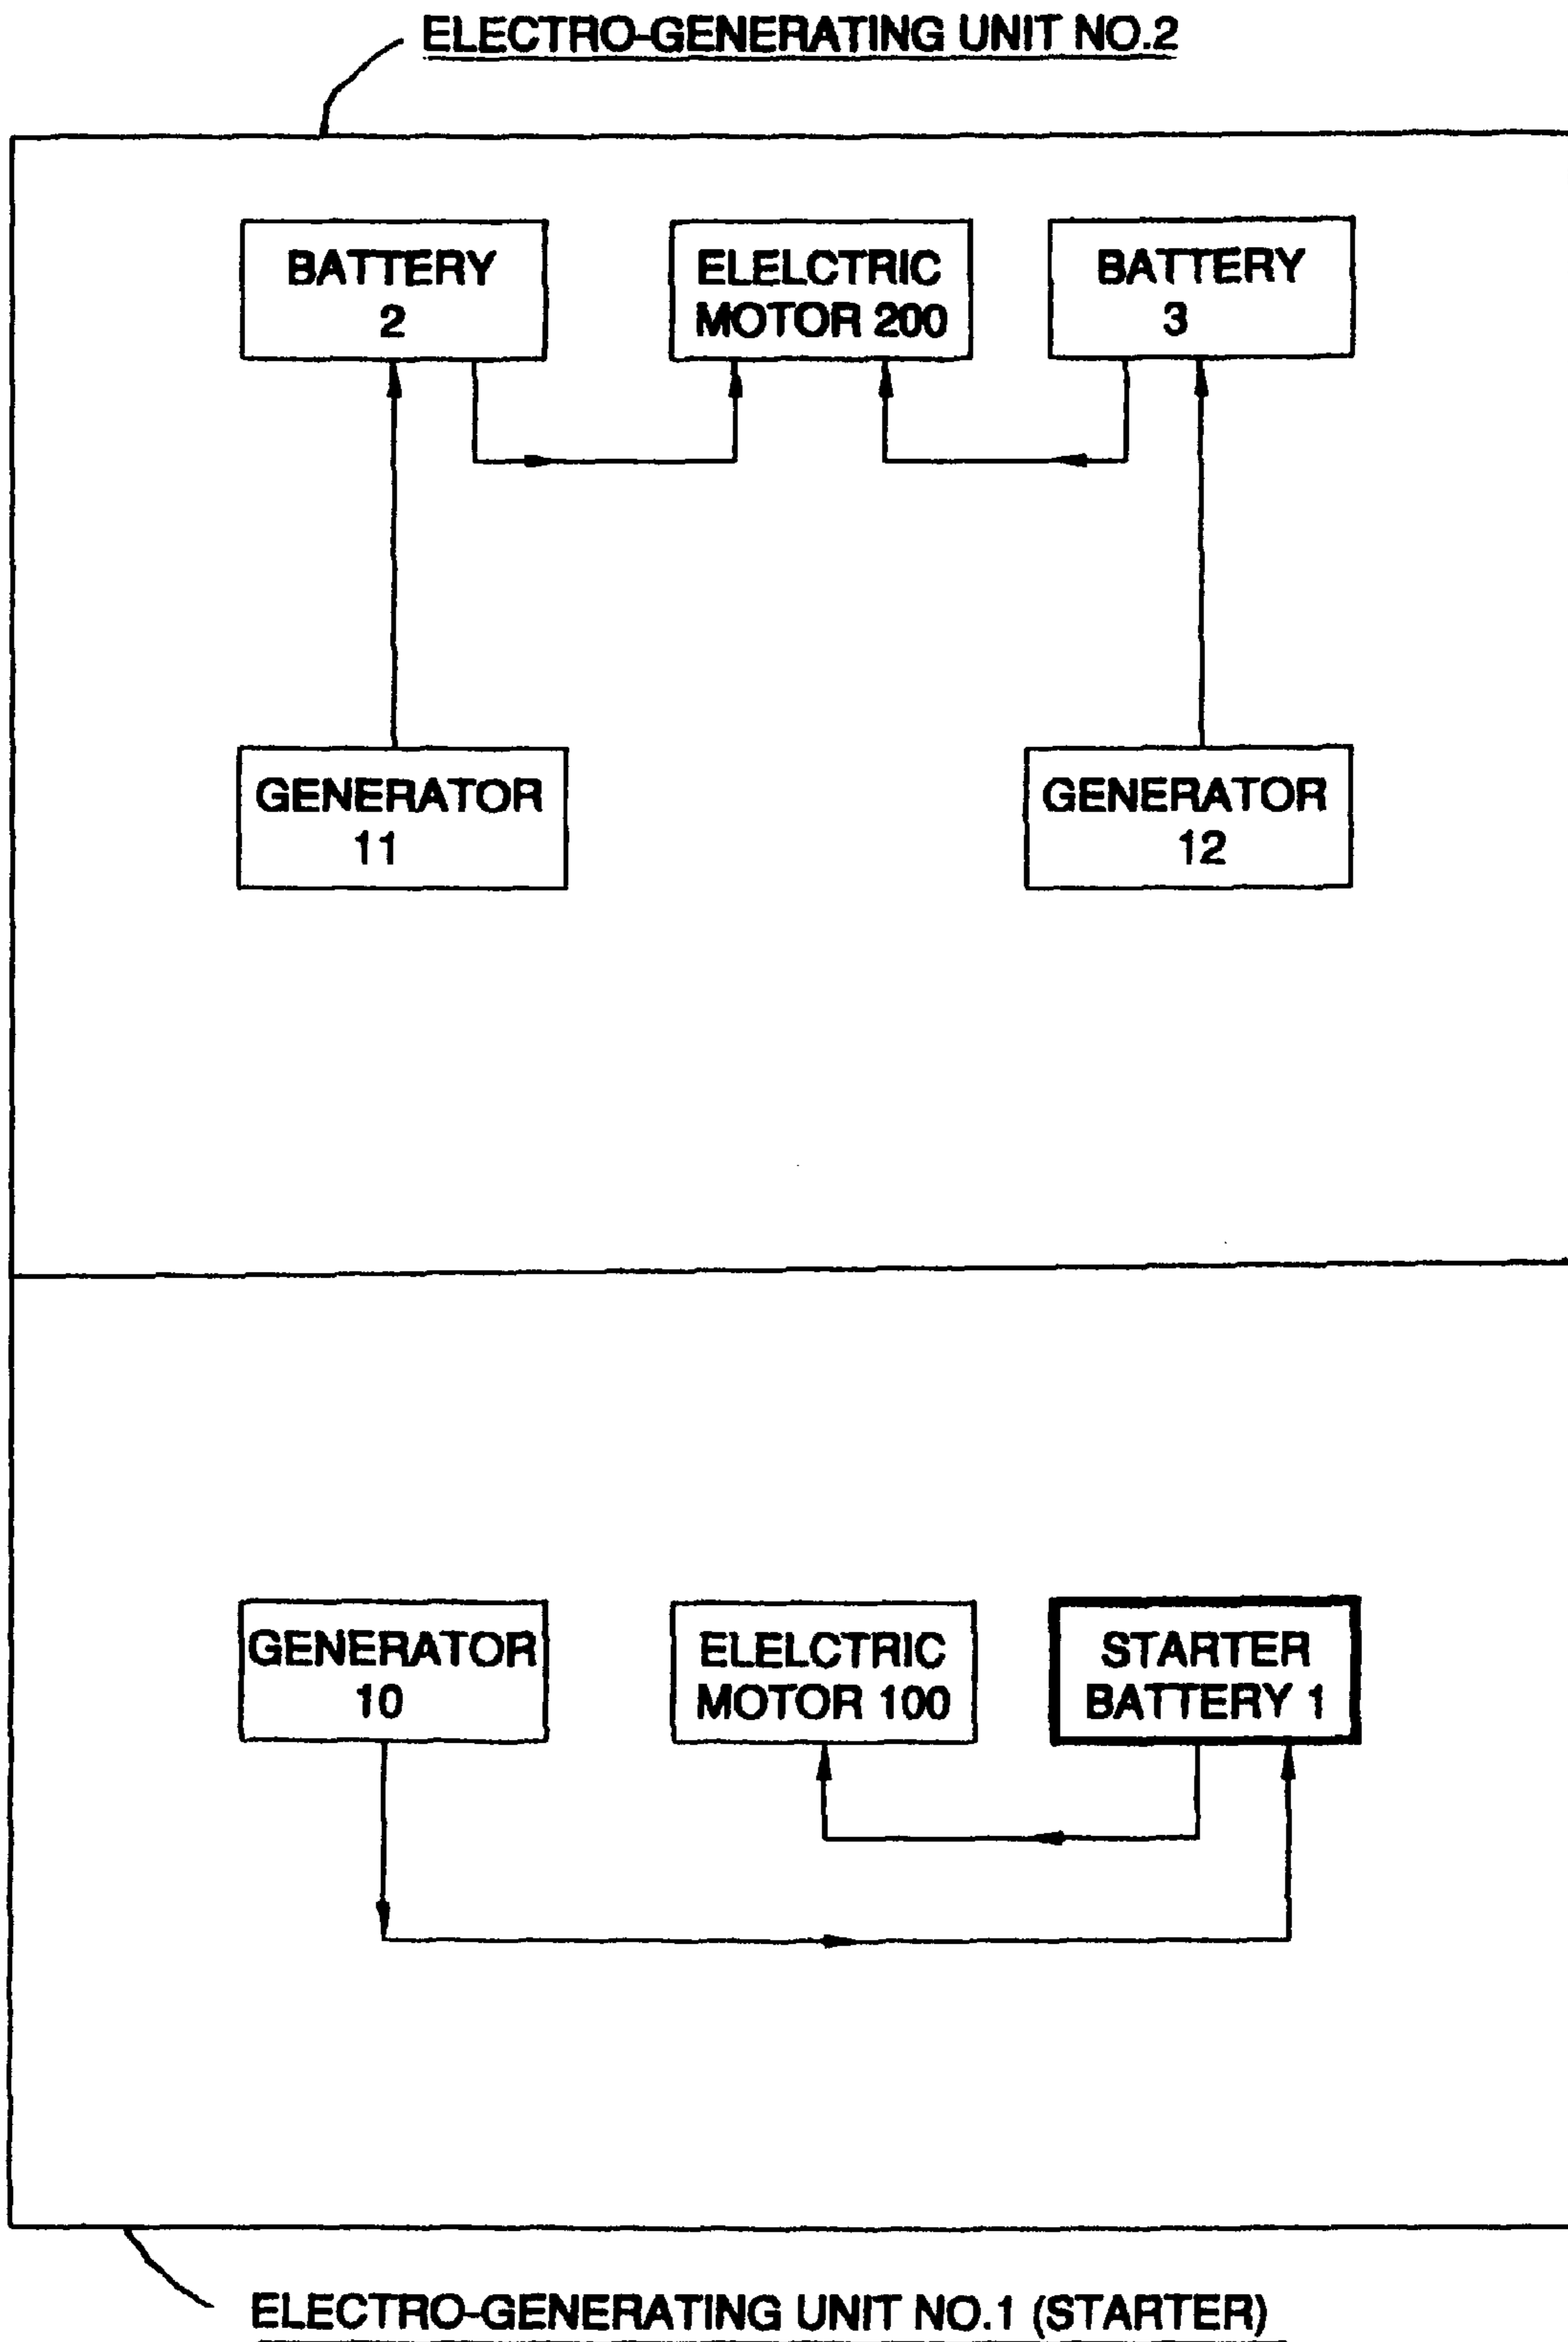 ELECTRO-GENERATING UNIT NO.2
BATTERY
2
ELELCTRIC
MOTOR 200
BATTERY
3
GENERATOR
11
GENERATOR
12
GENERATOR
10
ELELCTRIC
MOTOR 100
STARTER
BATTERY 1
ELECTRO-GENERATING UNIT NO.1 (STARTER)